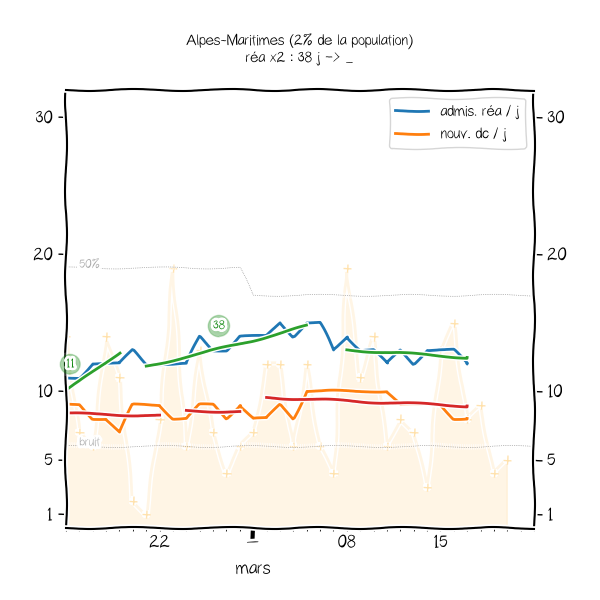 Alpes-Maritimes (2% de la population)
réa x2 : 38 j -> _
admis. réa / j
nouv. dc / j
30
30
20
20
50%
38
11
10
10
bruit
5
5
1
1
22
08
15
mars